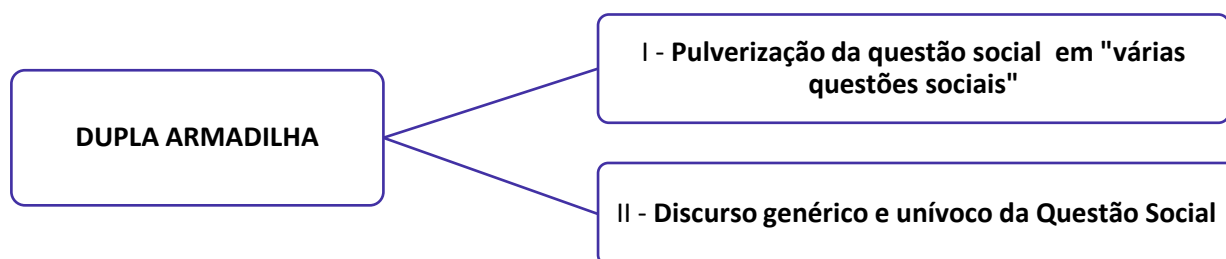 DUPLA ARMADILHA
I - Pulverização da questão social em "várias
questões sociais"
II - Discurso genérico e unívoco da Questão Social